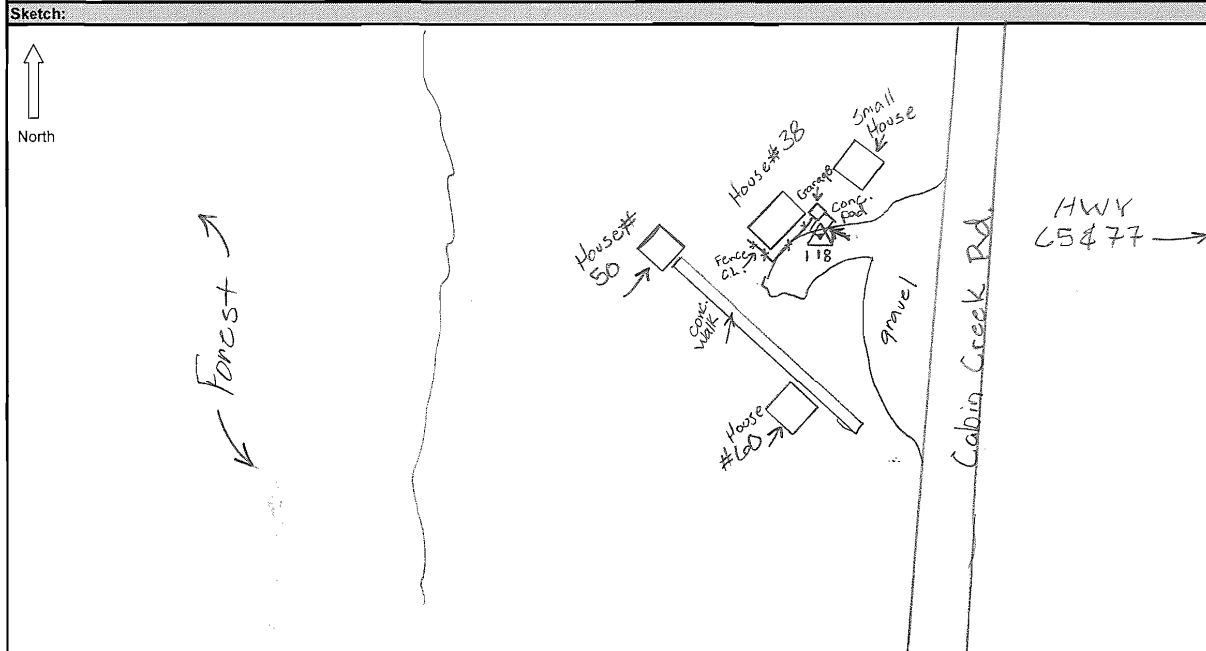 Sketch:
North
Small
House
House# 38
Garage
Conc.
Pad
118
Fence
C.L.
House#
50
Conc.
Walk
House
#60
gravel
Cabin Creek Rd.
HWY
65&77
Forest